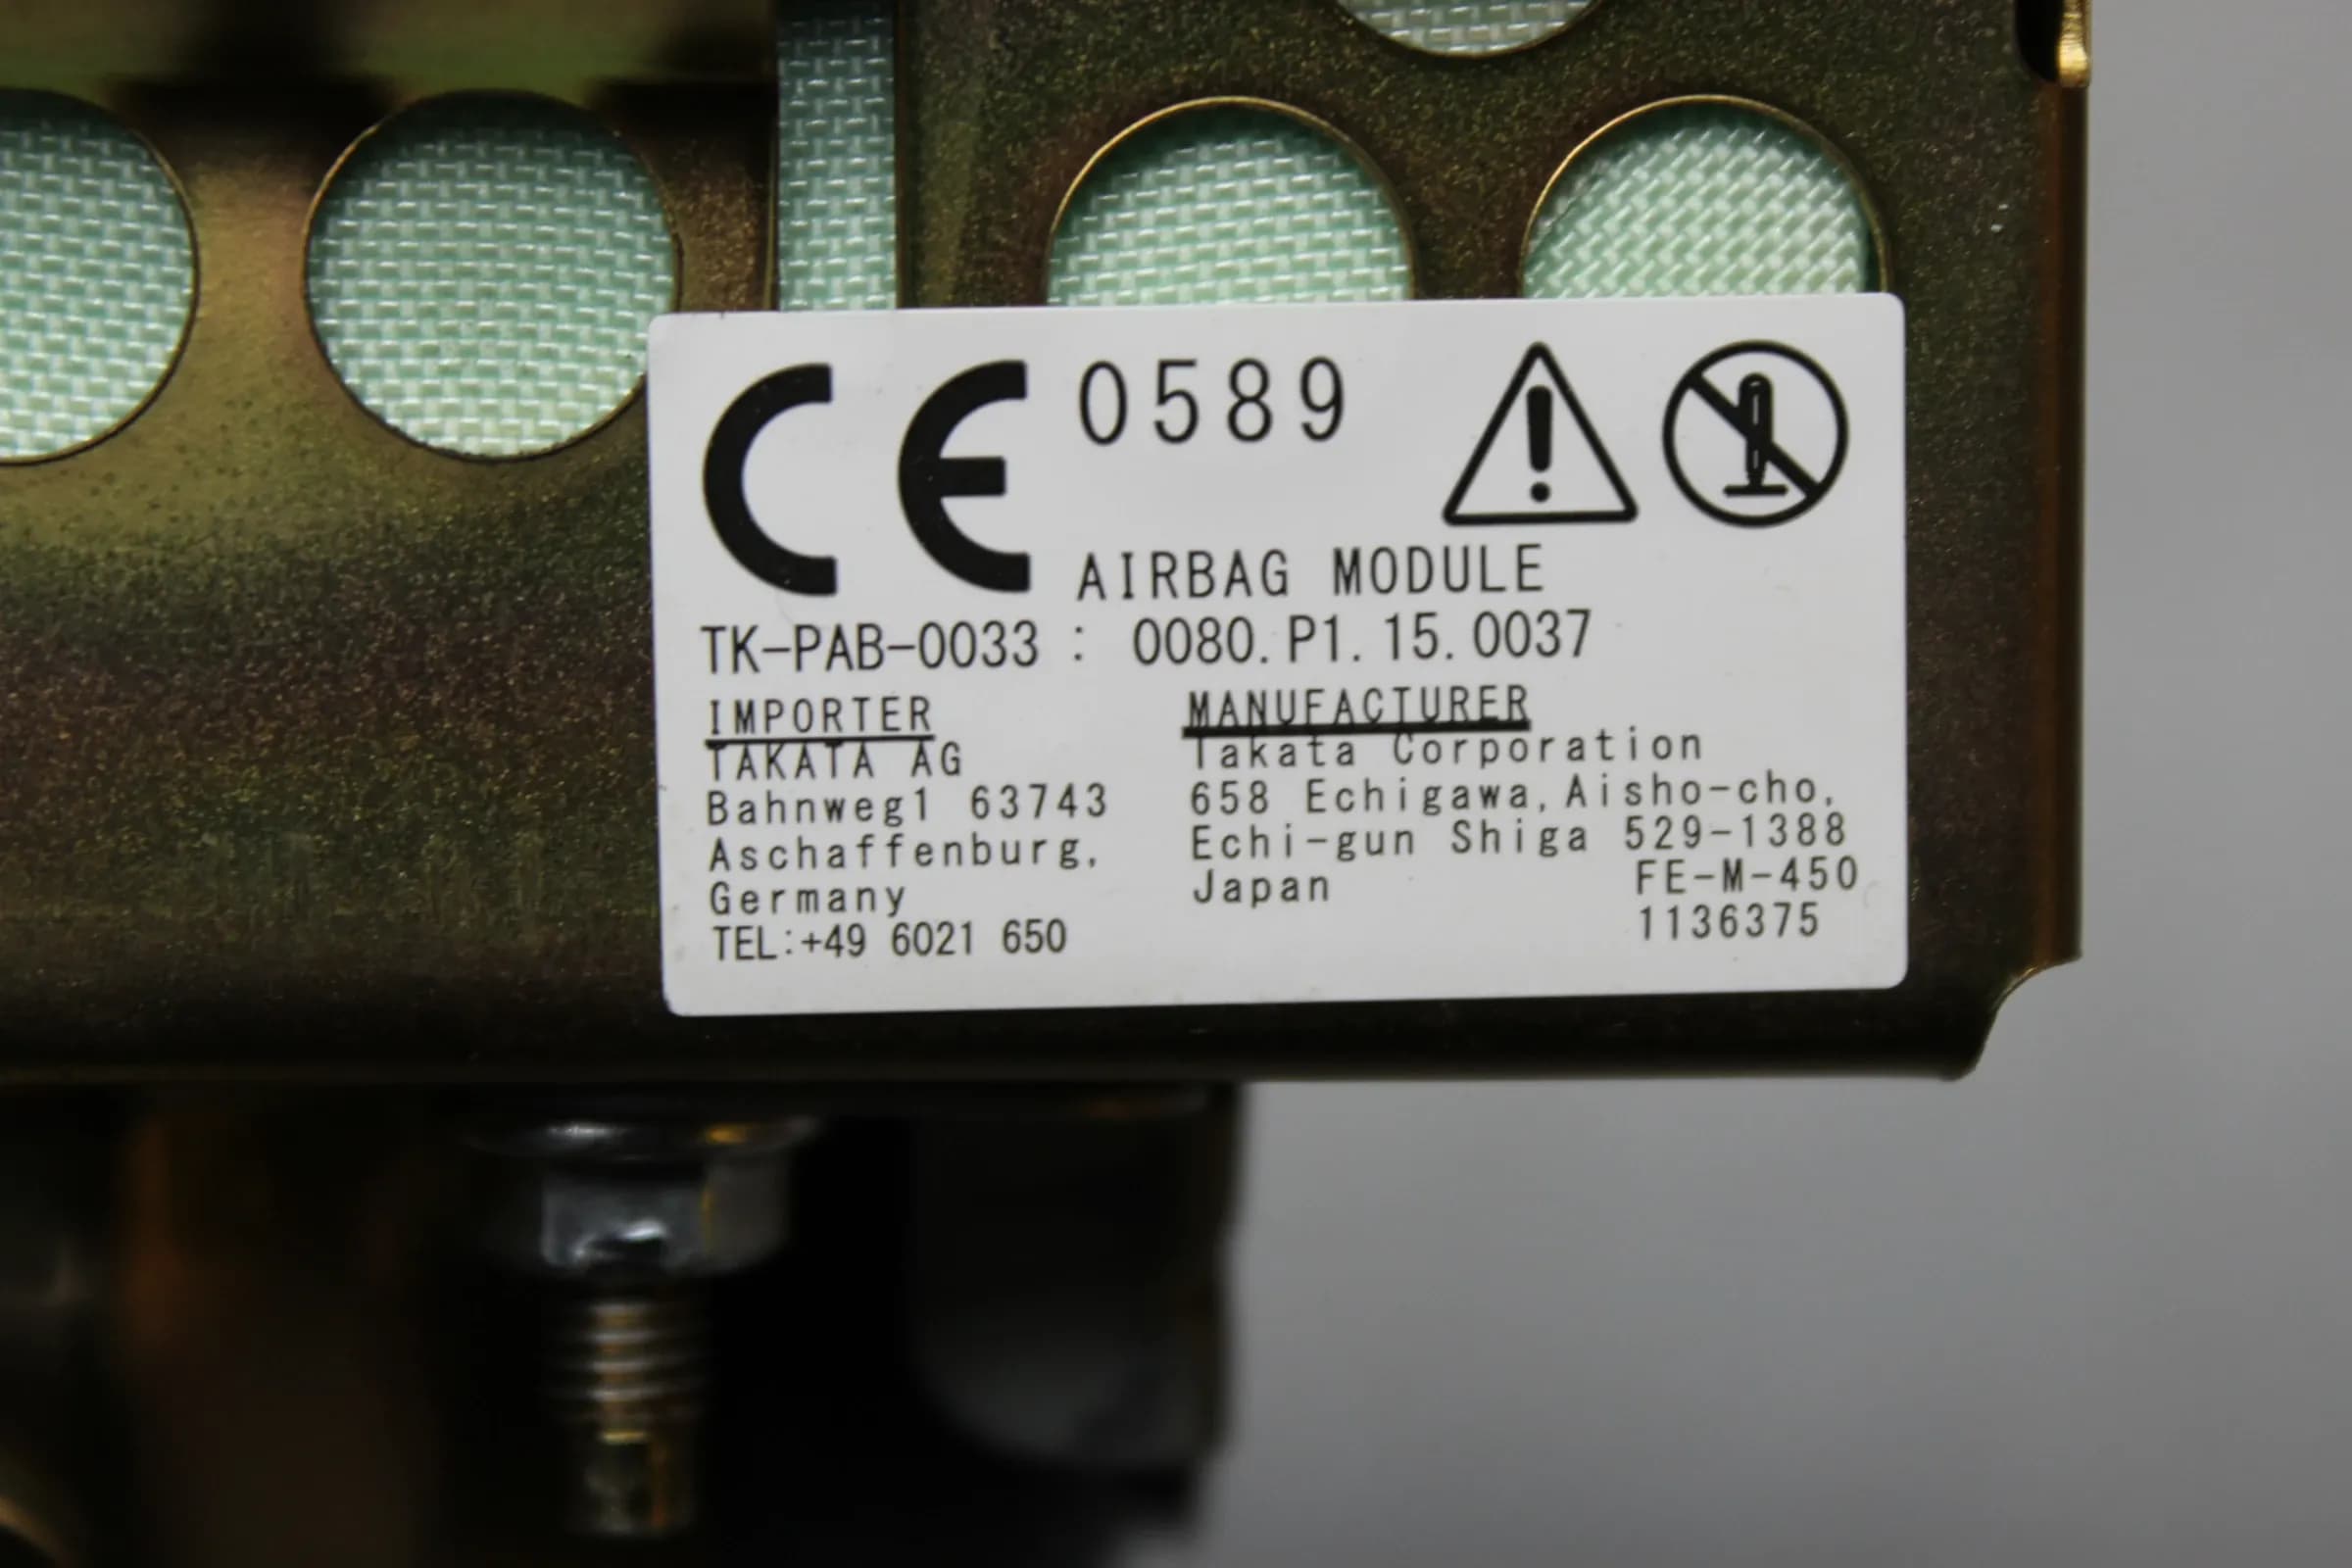 CE 0589
AIRBAG MODULE
TK-PAB-0033 : 0080.P1.15.0037
IMPORTER
TAKATA AG
Bahnweg1 63743
Aschaffenburg,
Germany
TEL:+49 6021 650
MANUFACTURER
Takata Corporation
658 Echigawa,Aisho-cho,
Echi-gun Shiga 529-1388
Japan
FE-M-450
1136375